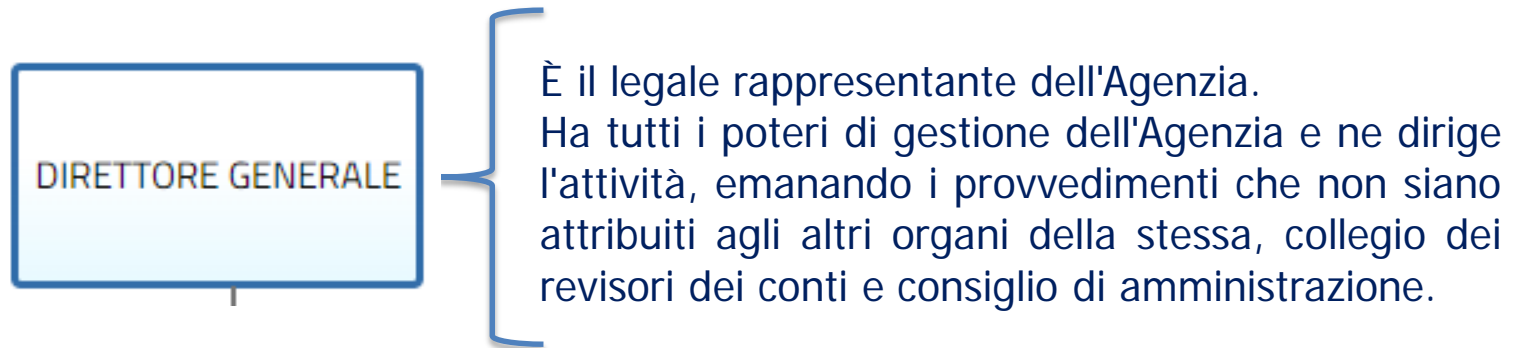 DIRETTORE GENERALE
È il legale rappresentante dell'Agenzia.
Ha tutti i poteri di gestione dell'Agenzia e ne dirige
l'attività, emanando i provvedimenti che non siano
attribuiti agli altri organi della stessa, collegio dei
revisori dei conti e consiglio di amministrazione.